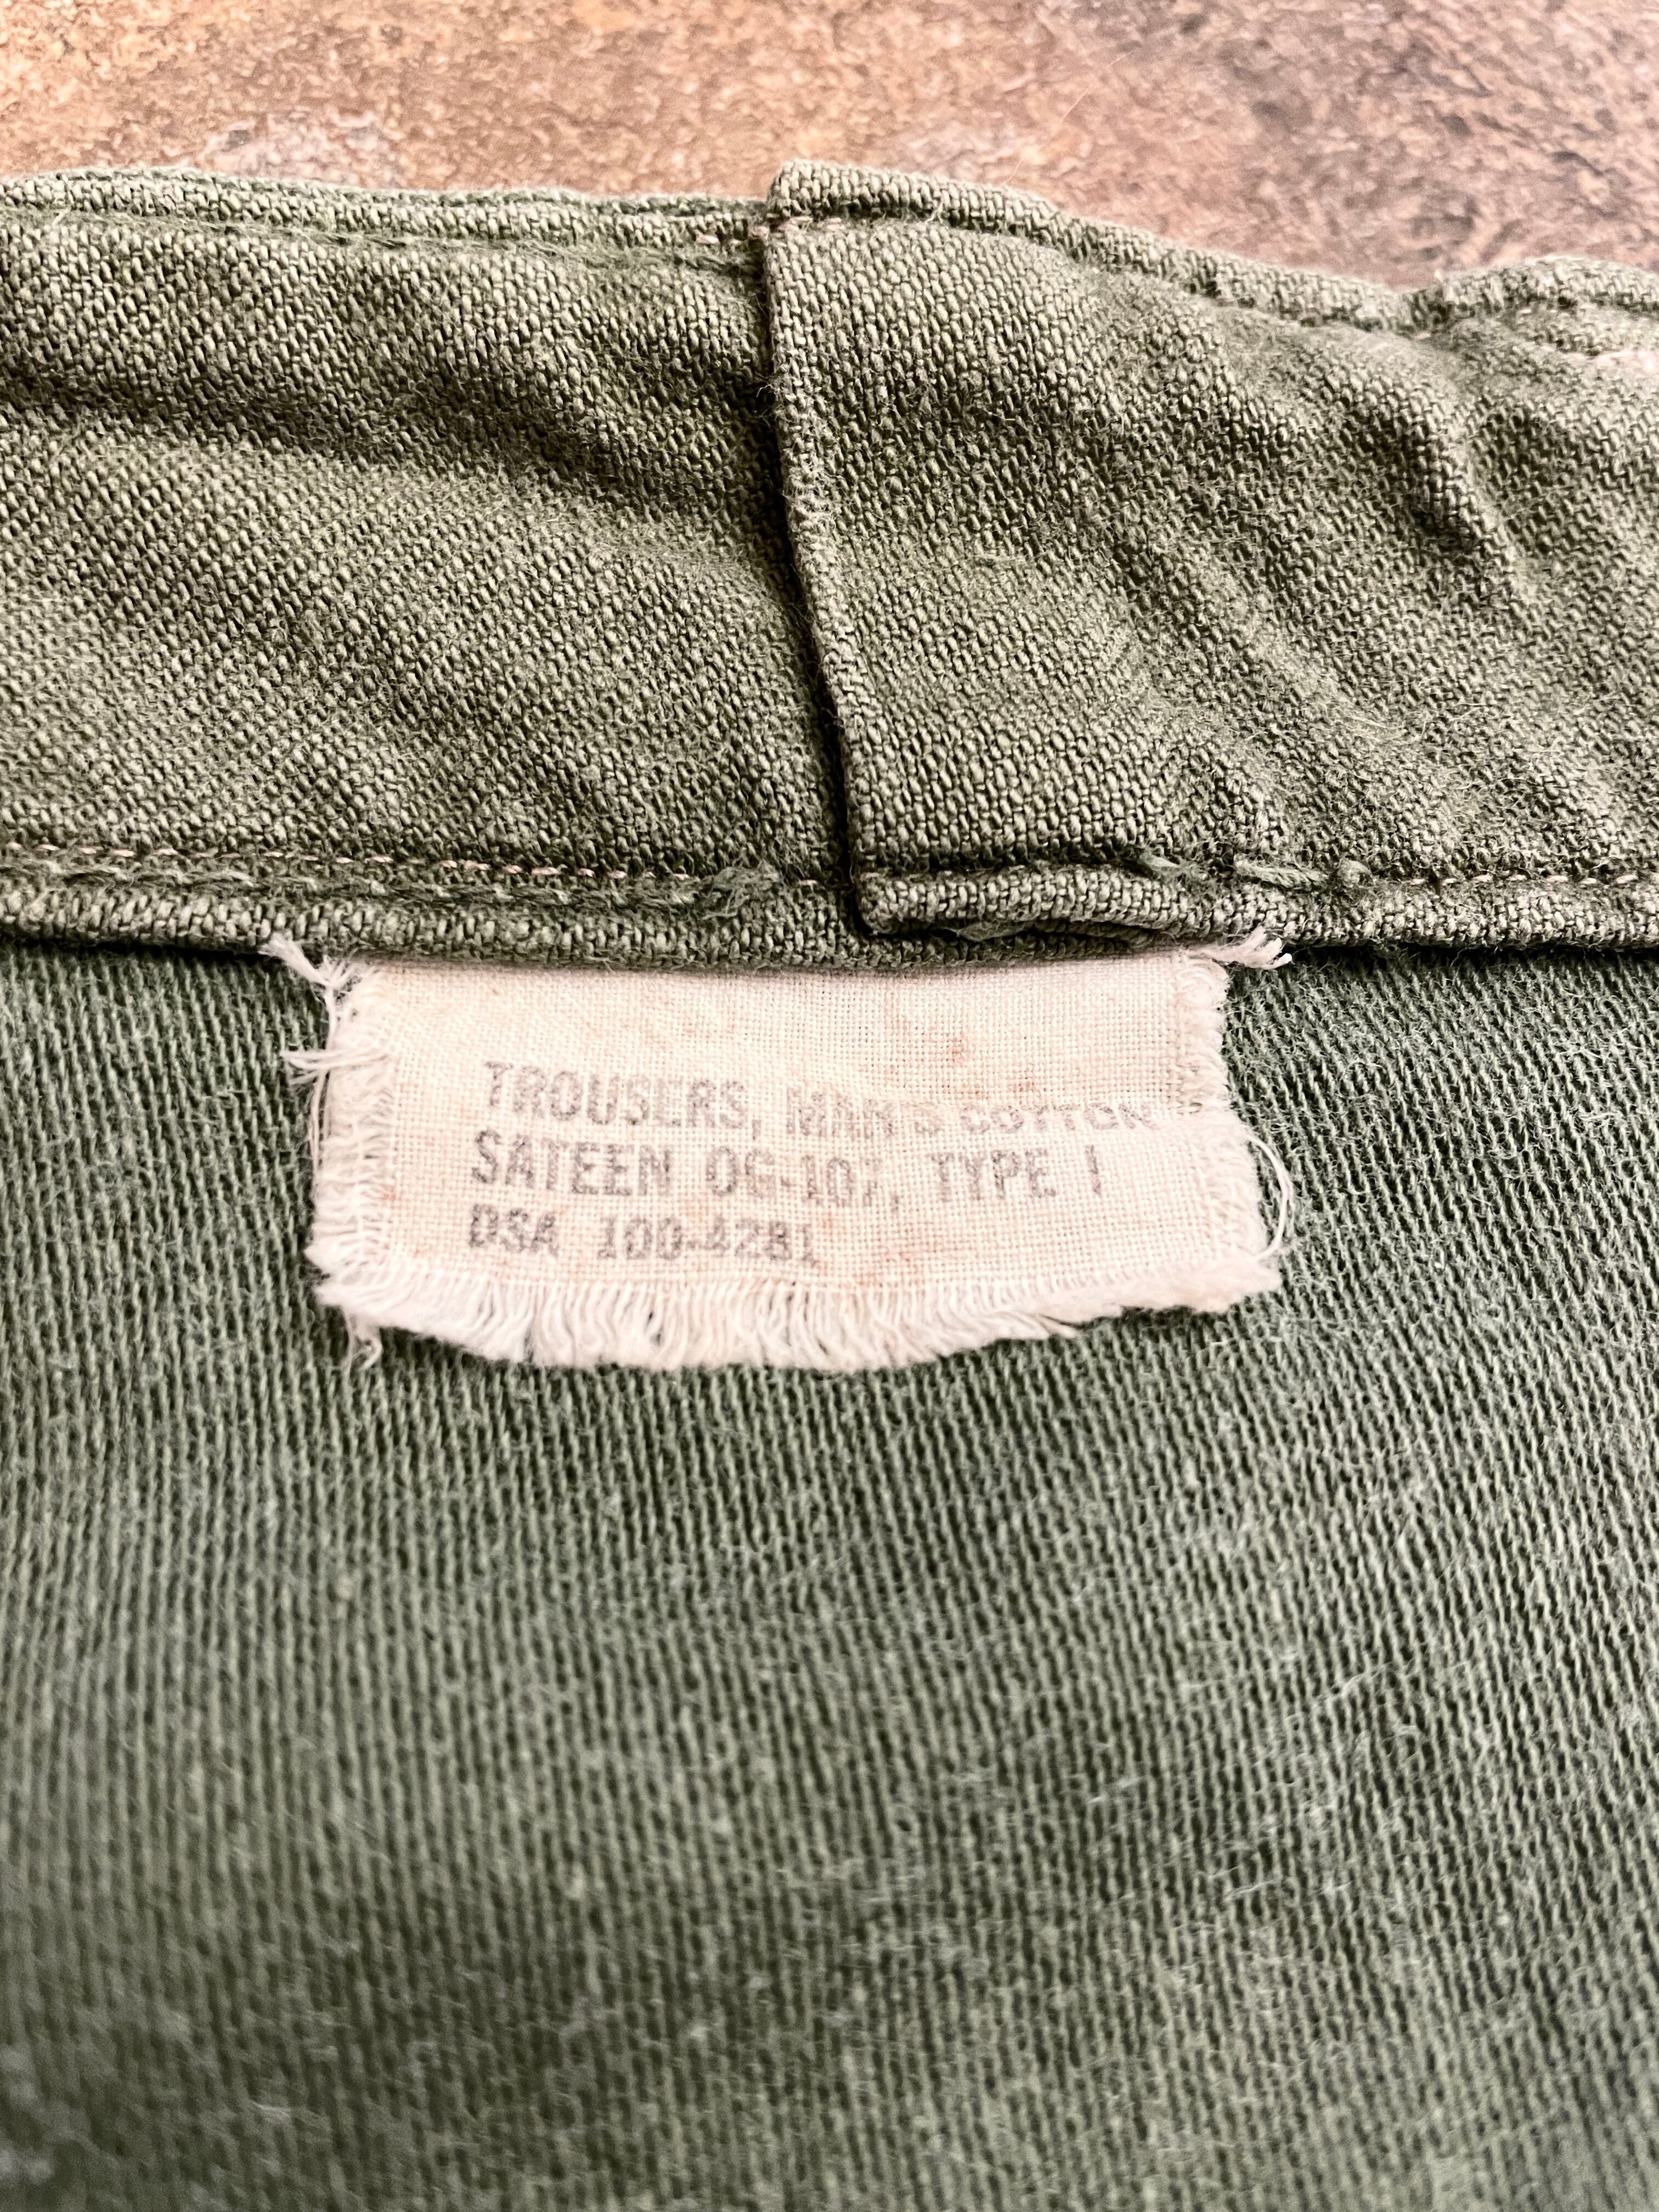 TROUSERS, MAN'S COTTON
SATEEN OG-107, TYPE I
DSA 100-4281